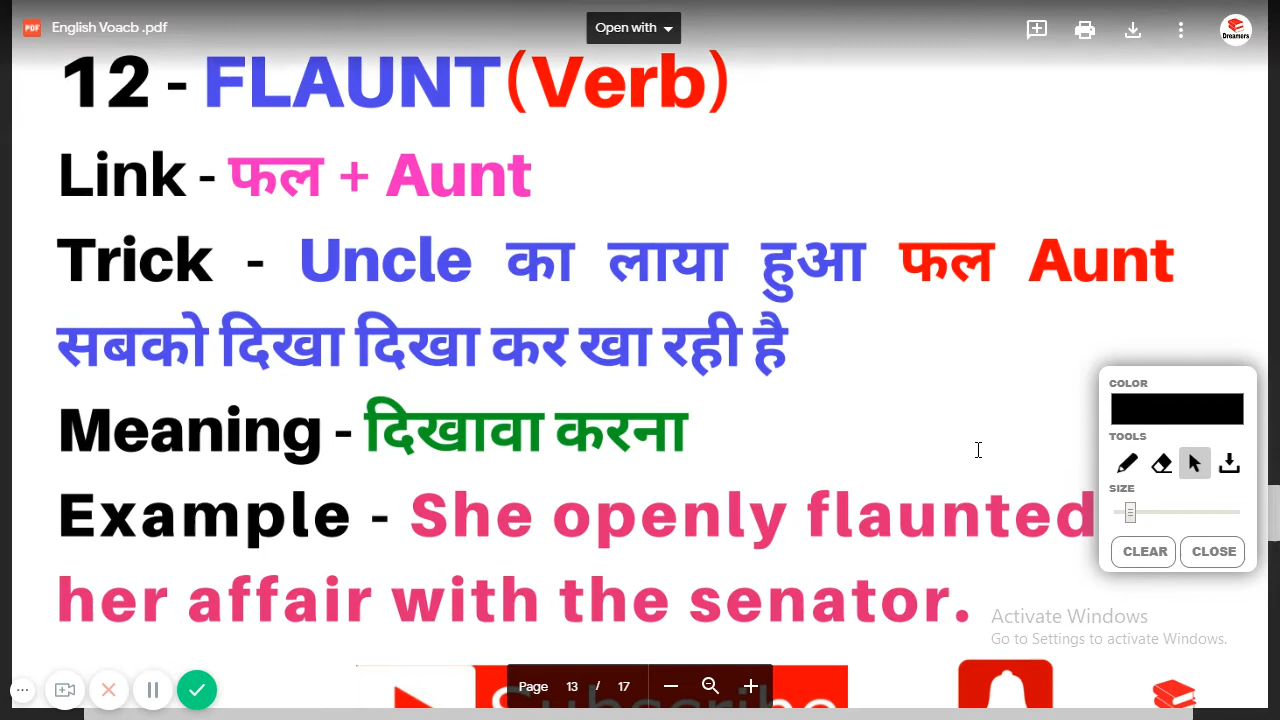 English Voacb .pdf
Open with
Dreamers
12 - FLAUNT(Verb)
Link - फल + Aunt
Trick - Uncle का लाया हुआ फल Aunt
सबको दिखा दिखा कर खा रही है
Meaning - दिखावा करना
Example - She openly flaunted
her affair with the senator.
COLOR
TOOLS
SIZE
CLEAR CLOSE
Activate Windows
Go to Settings to activate Windows.
Page 13 / 17
Subscribe